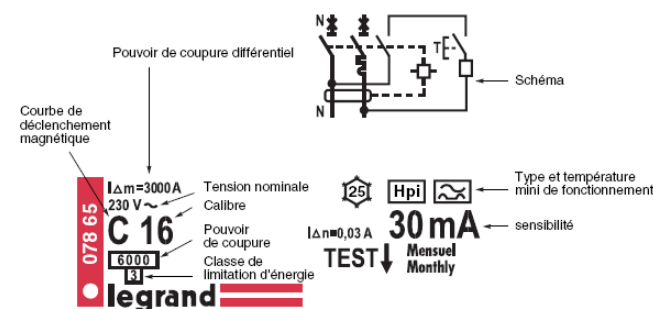 Pouvoir de coupure différentiel
N
T
Schéma
N
Courbe de
déclenchement
magnétique
I∆m=3000A
230 V ~
Tension nominale
C 16
Calibre
Pouvoir
de coupure
6000
3
Classe de
limitation d'énergie
078 65
legrand
25
Hpi
Type et température
mini de fonctionnement
I∆n=0,03 A
30 mA
sensibilité
TEST
Mensuel
Monthly